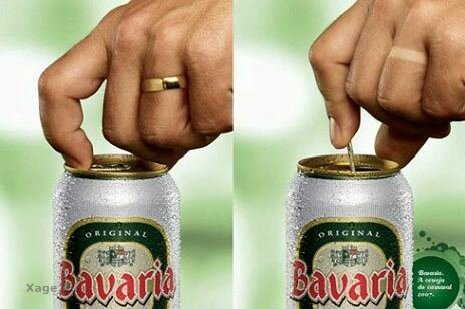 ORIGINAL
Bavaria
ORIGINAL
Bavaria
Xage
Bavaria.
A cerveja
do carnaval
2007.